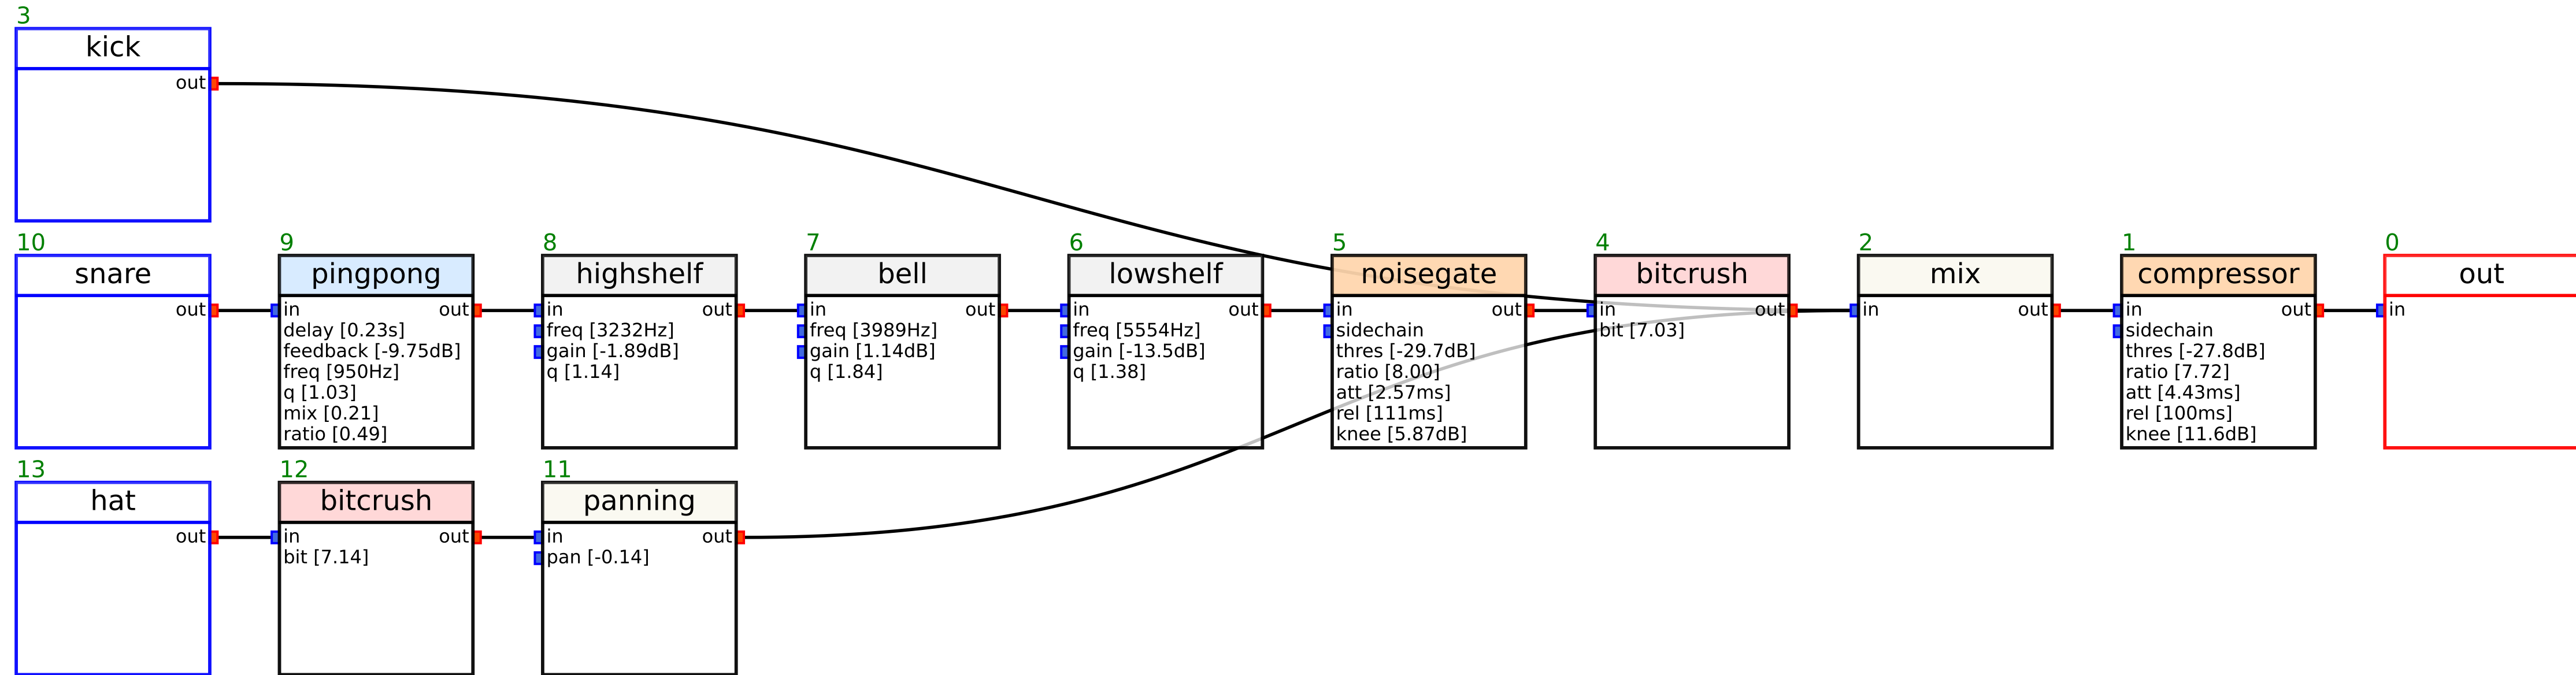 3
kick
out
10
snare
out
9
pingpong
in out
delay [0.23s]
feedback [-9.75dB]
freq [950Hz]
q [1.03]
mix [0.21]
ratio [0.49]
8
highshelf
in out
freq [3232Hz]
gain [-1.89dB]
q [1.14]
7
bell
in out
freq [3989Hz]
gain [1.14dB]
q [1.84]
6
lowshelf
in out
freq [5554Hz]
gain [-13.5dB]
q [1.38]
5
noisegate
in out
sidechain
thres [-29.7dB]
ratio [8.00]
att [2.57ms]
rel [111ms]
knee [5.87dB]
4
bitcrush
in out
bit [7.03]
2
mix
in out
1
compressor
in out
sidechain
thres [-27.8dB]
ratio [7.72]
att [4.43ms]
rel [100ms]
knee [11.6dB]
0
out
in
13
hat
out
12
bitcrush
in out
bit [7.14]
11
panning
in out
pan [-0.14]